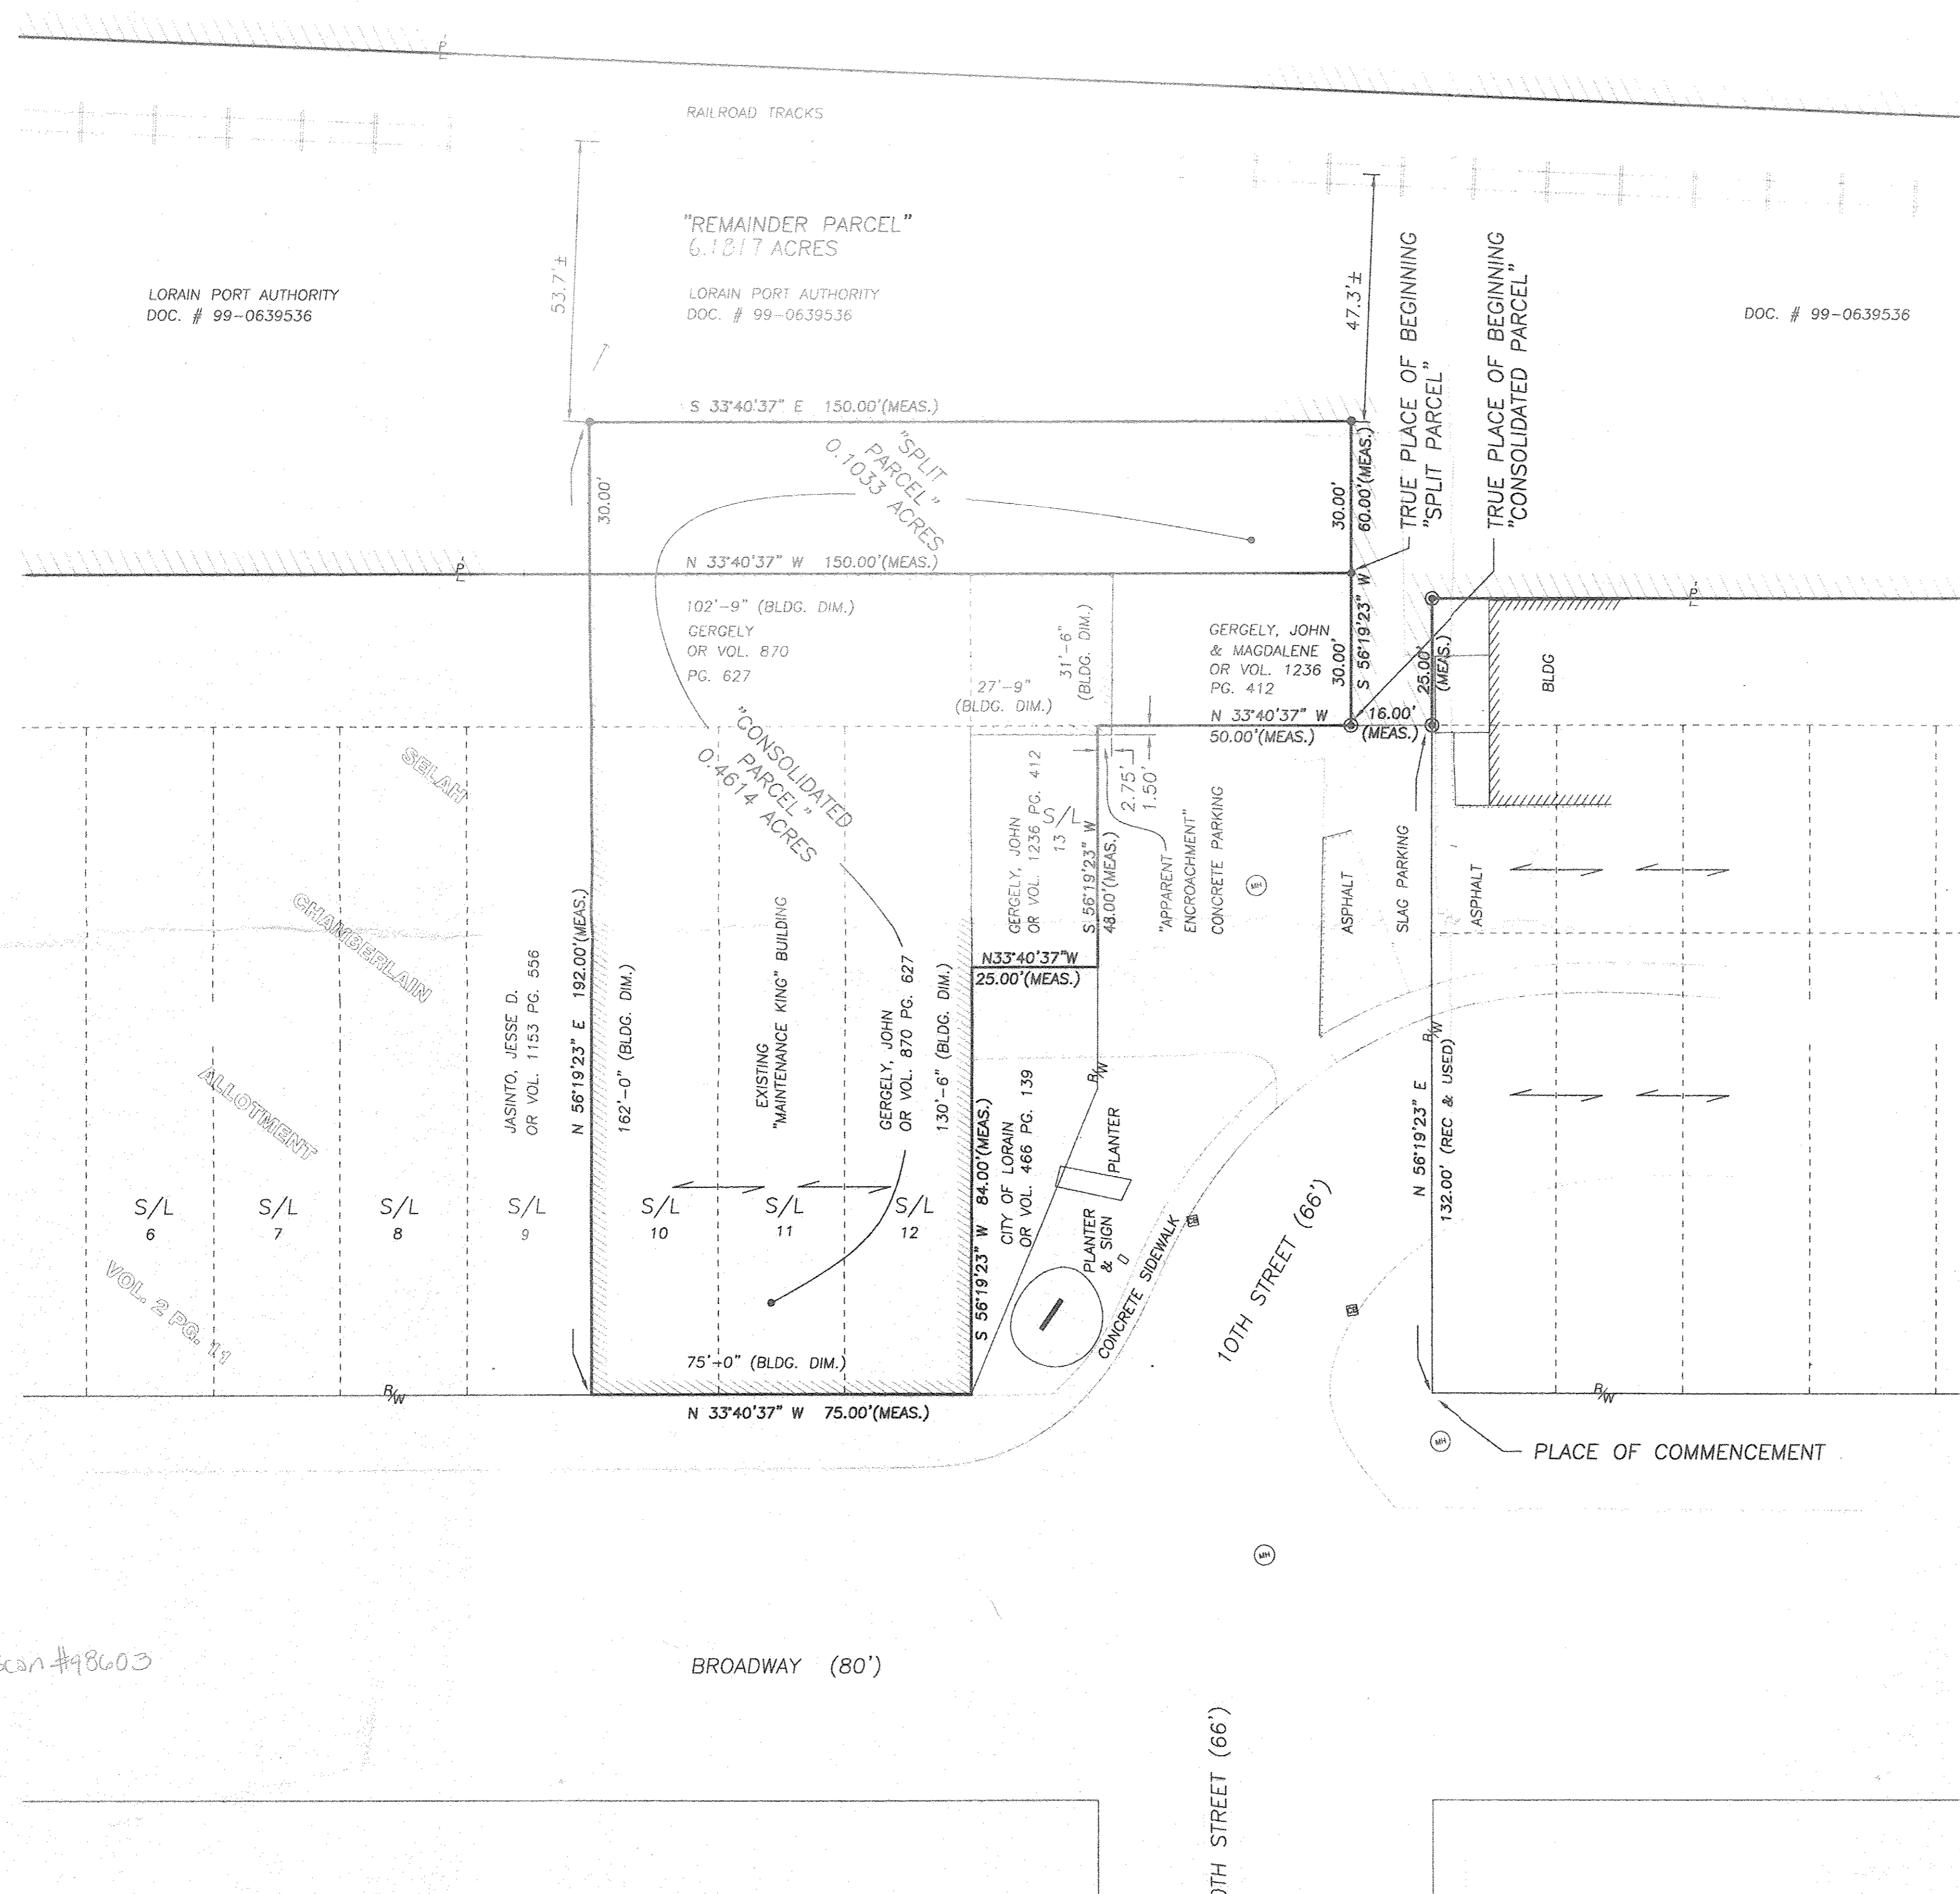 RAILROAD TRACKS
"REMAINDER PARCEL"
6.1817 ACRES
LORAIN PORT AUTHORITY
DOC. # 99-0639536
LORAIN PORT AUTHORITY
DOC. # 99-0639536
DOC. # 99-0639536
53.7'±
47.3'±
TRUE PLACE OF BEGINNING
"SPLIT PARCEL"
TRUE PLACE OF BEGINNING
"CONSOLIDATED PARCEL"
S 33°40'37" E 150.00'(MEAS.)
"SPLIT
PARCEL"
0.1033 ACRES
30.00'
30.00'
60.00'(MEAS.)
N 33°40'37" W 150.00'(MEAS.)
102'-9" (BLDG. DIM.)
GERGELY
OR VOL. 870
PG. 627
31'-6"
(BLDG. DIM.)
27'-9"
(BLDG. DIM.)
GERGELY, JOHN
& MAGDALENE
OR VOL. 1236
PG. 412
30.00'
S 56°19'23" W
25.00'
(MEAS.)
BLDG
N 33°40'37" W
50.00'(MEAS.)
16.00'
(MEAS.)
"CONSOLIDATED
PARCEL"
0.4614 ACRES
SELAH
CHAMBERLAIN
ALLOTMENT
VOL. 2 PG. 11
GERGELY, JOHN
OR VOL. 1236 PG. 412
S/L
13
S 56°19'23" W
48.00'(MEAS.)
2.75'
1.50'
"APPARENT
ENCROACHMENT"
CONCRETE PARKING
MH
ASPHALT
SLAG PARKING
ASPHALT
JASINTO, JESSE D.
OR VOL. 1153 PG. 556
N 56°19'23" E 192.00'(MEAS.)
162'-0" (BLDG. DIM.)
EXISTING
"MAINTENANCE KING" BUILDING
GERGELY, JOHN
OR VOL. 870 PG. 627
130'-6" (BLDG. DIM.)
N33°40'37"W
25.00'(MEAS.)
S 56°19'23" W 84.00'(MEAS.)
CITY OF LORAIN
OR VOL. 466 PG. 139
R/W
PLANTER
PLANTER
& SIGN
CONCRETE SIDEWALK
CB
10TH STREET (66')
CB
R/W
N 56°19'23" E
132.00' (REC & USED)
S/L
6
S/L
7
S/L
8
S/L
9
S/L
10
S/L
11
S/L
12
75'-0" (BLDG. DIM.)
R/W
R/W
N 33°40'37" W 75.00'(MEAS.)
MH
PLACE OF COMMENCEMENT
MH
scan #98603
BROADWAY (80')
0TH STREET (66')